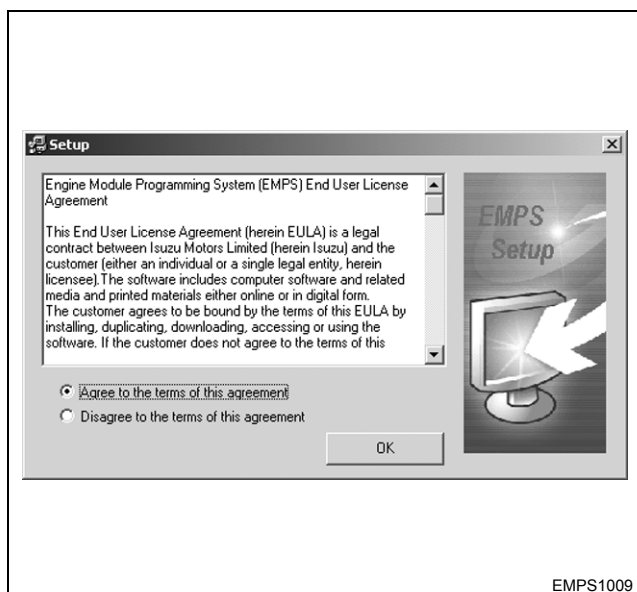 Setup
Engine Module Programming System (EMPS) End User License
Agreement
This End User License Agreement (herein EULA) is a legal
contract between Isuzu Motors Limited (herein Isuzu) and the
customer (either an individual or a single legal entity, herein
licensee).The software includes computer software and related
media and printed materials either online or in digital form.
The customer agrees to be bound by the terms of this EULA by
installing, duplicating, downloading, accessing or using the
software. If the customer does not agree to the terms of this
EMPS
Setup
Agree to the terms of this agreement
Disagree to the terms of this agreement
OK
EMPS1009